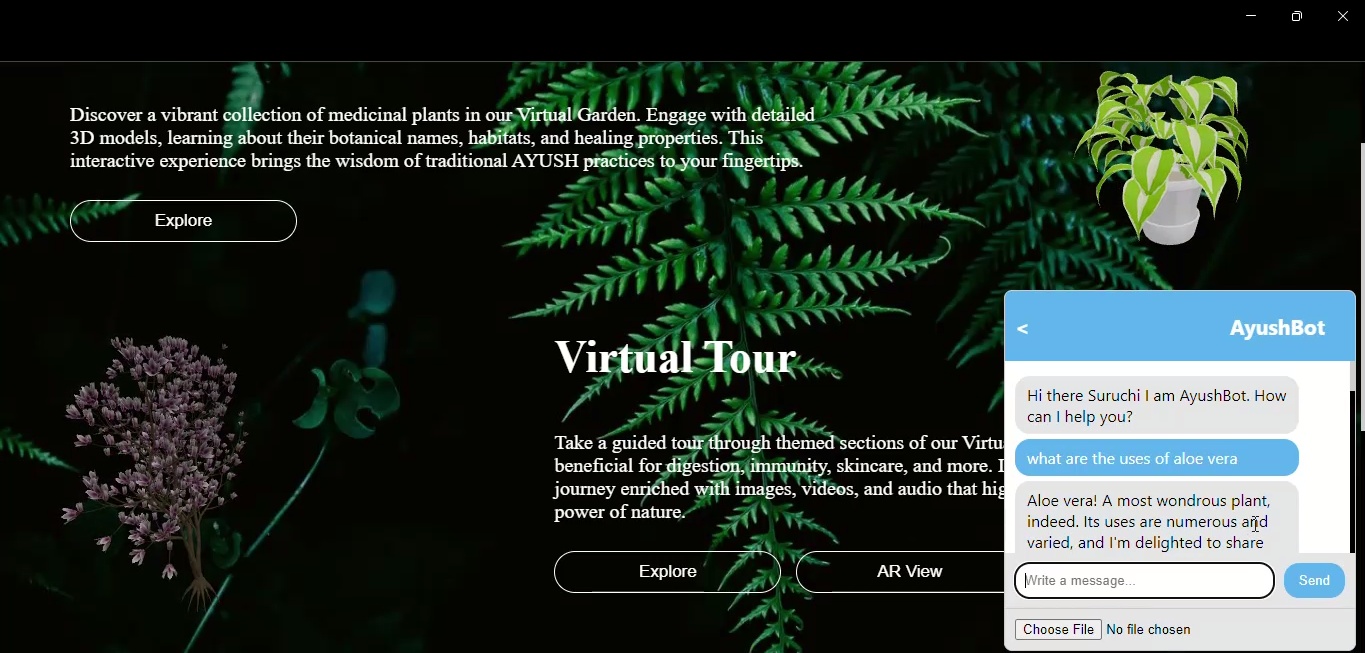 Discover a vibrant collection of medicinal plants in our Virtual Garden. Engage with detailed
3D models, learning about their botanical names, habitats, and healing properties. This
interactive experience brings the wisdom of traditional AYUSH practices to your fingertips.
Explore
Virtual Tour
Take a guided tour through themed sections of our
beneficial for digestion, immunity, skincare, and more.
journey enriched with images, videos, and audio that
power of nature.
Explore
AR View
<
AyushBot
Hi there Suruchi I am AyushBot. How
can I help you?
what are the uses of aloe vera
Aloe vera! A most wondrous plant,
indeed. Its uses are numerous and
varied, and I'm delighted to share
Write a message...
Send
Choose File
No file chosen